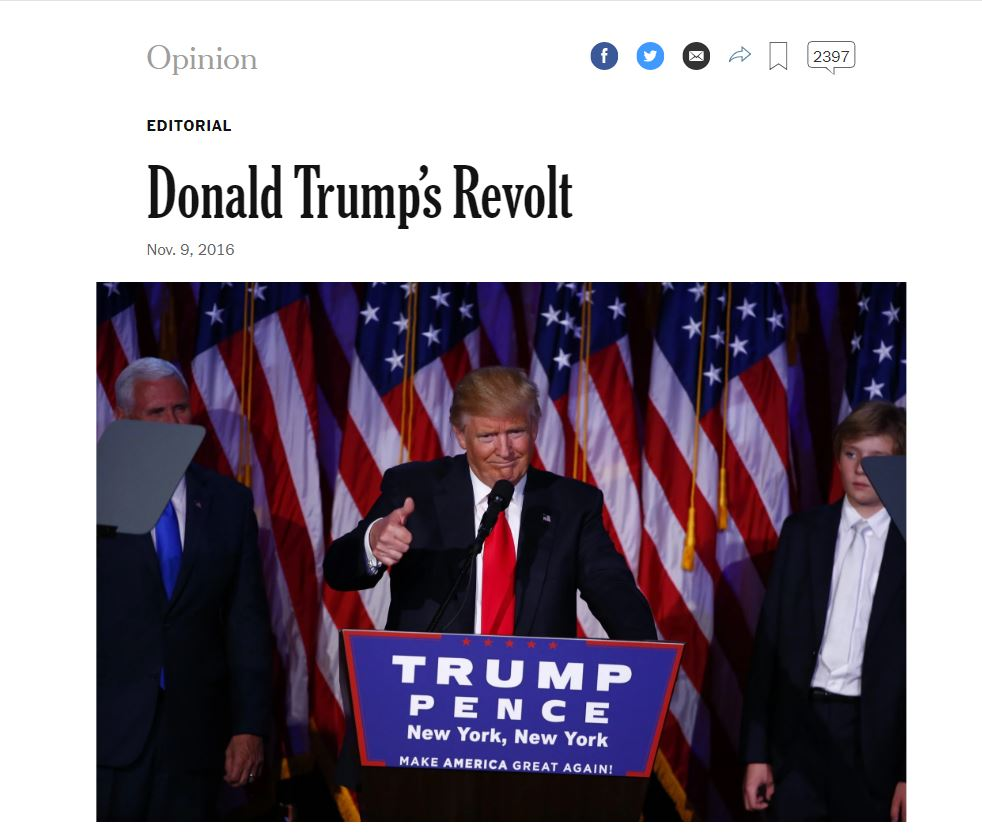 Opinion
2397
EDITORIAL
Donald Trump’s Revolt
Nov. 9, 2016
TRUMP
PENCE
New York, New York
MAKE AMERICA GREAT AGAIN!